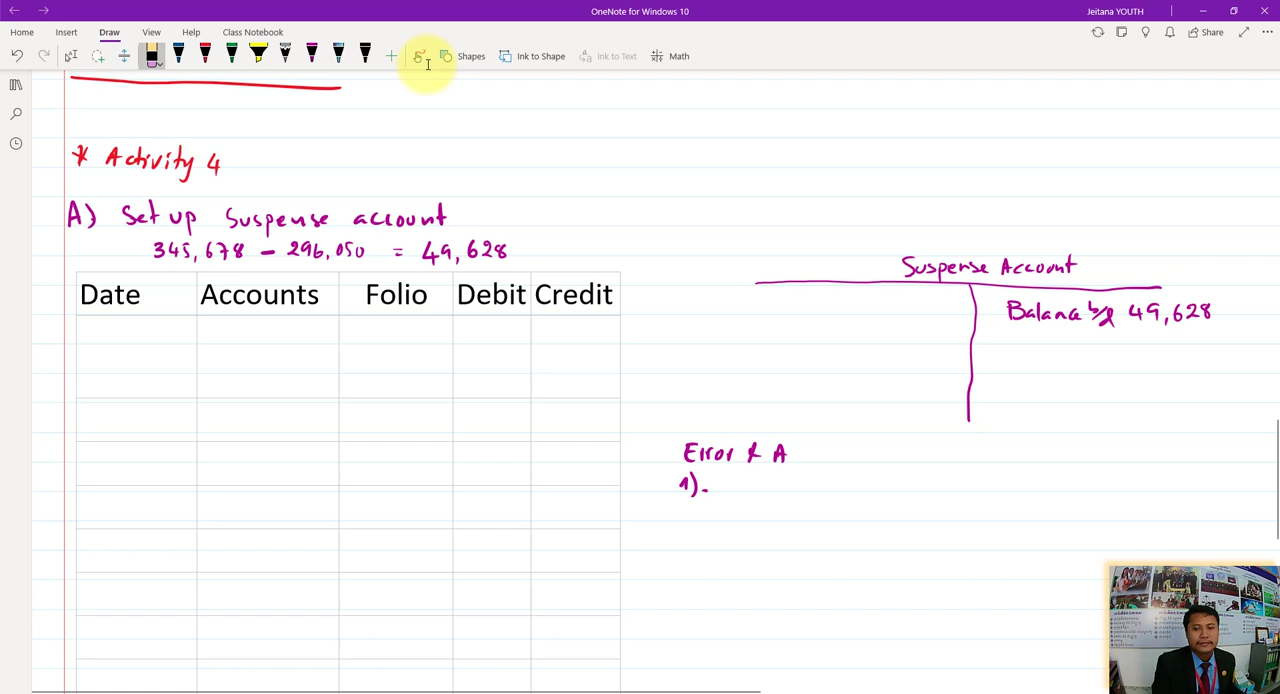 OneNote for Windows 10
Jeitana YOUTH
Home Insert Draw View Help Class Notebook
Share
Shapes Ink to Shape Ink to Text Math
* Activity 4
A) Set up Suspense account
345,678 - 296,050 = 49,628
Date Accounts Folio Debit Credit
Suspense Account
Balance b/d 49,628
Error & A
1).